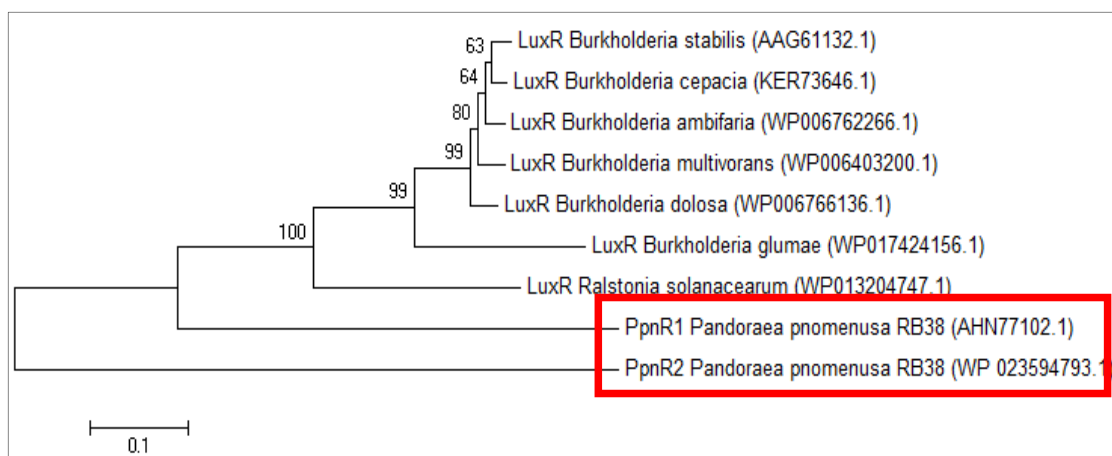 63
LuxR Burkholderia stabilis (AAG61132.1)
64
LuxR Burkholderia cepacia (KER73646.1)
80
LuxR Burkholderia ambifaria (WP006762266.1)
99
LuxR Burkholderia multivorans (WP006403200.1)
99
LuxR Burkholderia dolosa (WP006766136.1)
100
LuxR Burkholderia glumae (WP017424156.1)
LuxR Ralstonia solanacearum (WP013204747.1)
PpnR1 Pandoraea pnomenusa RB38 (AHN77102.1)
PpnR2 Pandoraea pnomenusa RB38 (WP 023594793.1)
0.1